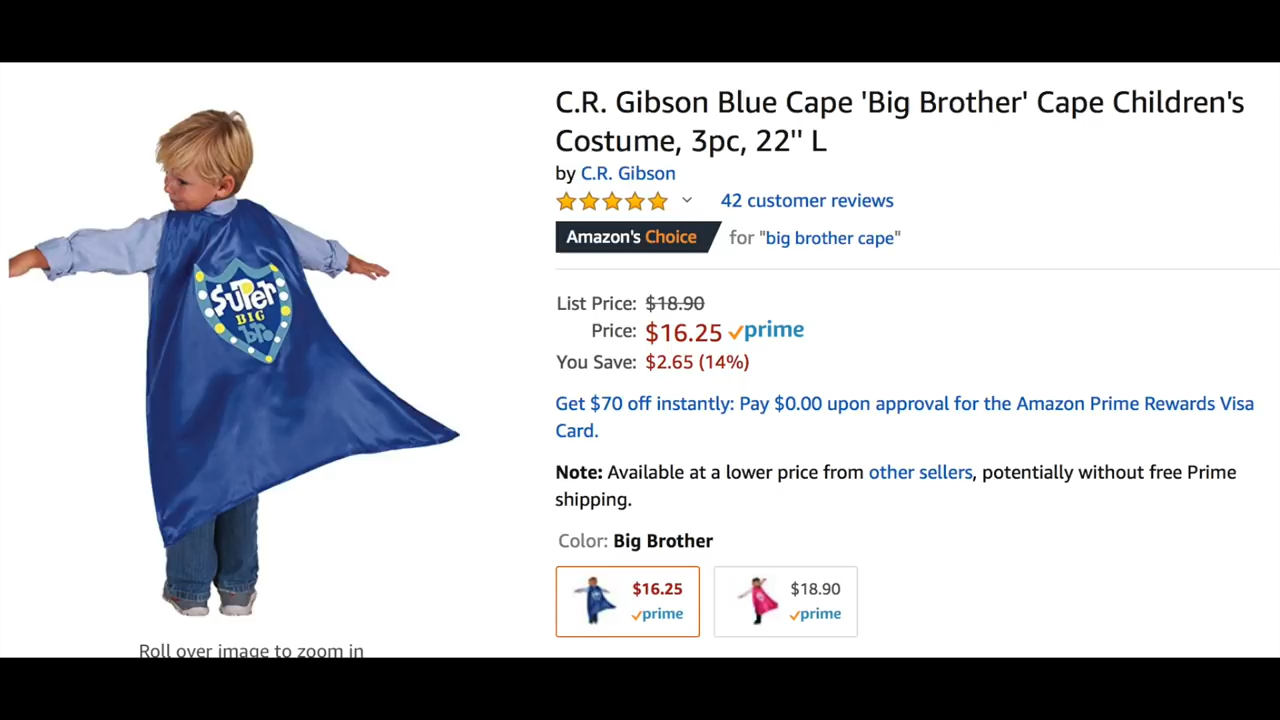 C.R. Gibson Blue Cape 'Big Brother' Cape Children's
Costume, 3pc, 22" L
by C.R. Gibson
42 customer reviews
Amazon's Choice for "big brother cape"
SUPER
BIG
bro.
List Price: $18.90
Price: $16.25 prime
You Save: $2.65 (14%)
Get $70 off instantly: Pay $0.00 upon approval for the Amazon Prime Rewards Visa
Card.
Note: Available at a lower price from other sellers, potentially without free Prime
shipping.
Color: Big Brother
$16.25 $18.90
prime prime
Roll over image to zoom in